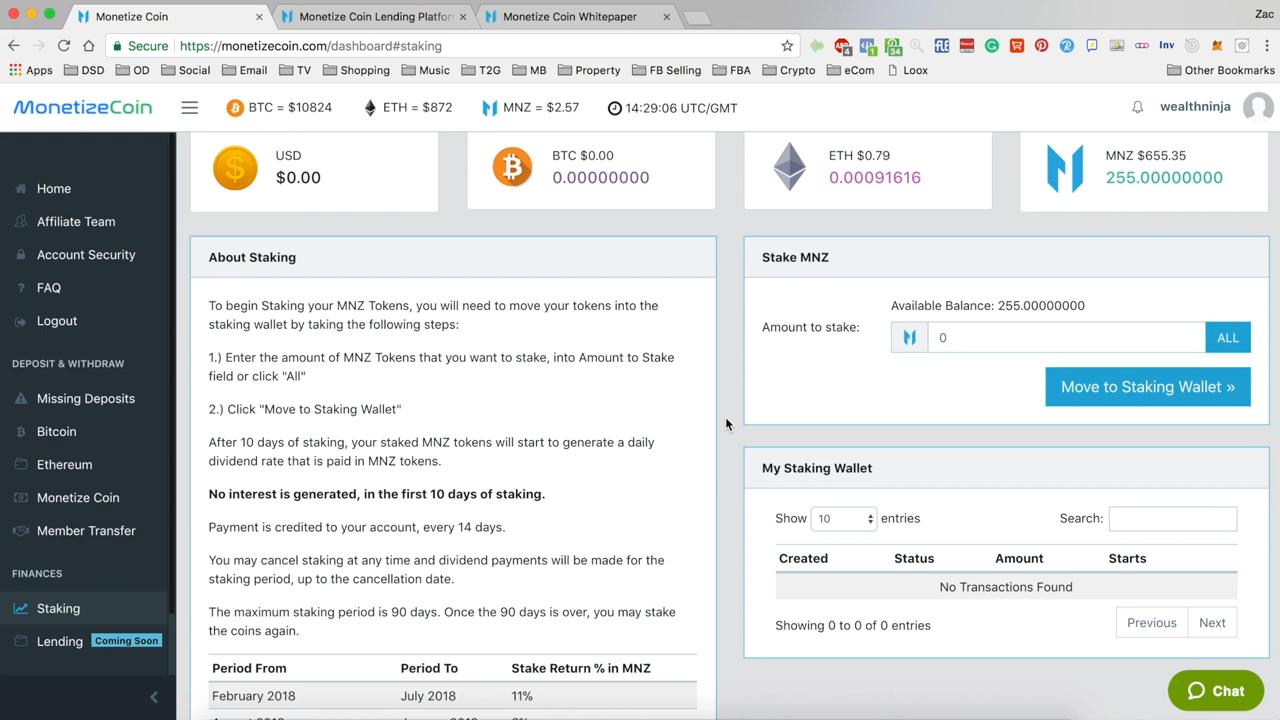 Monetize Coin
Monetize Coin Lending Platfor
Monetize Coin Whitepaper
Zac
Secure
https://monetizecoin.com/dashboard#staking
4
1
34
FLE
Inv
Apps
DSD
OD
Social
Email
TV
Shopping
Music
T2G
MB
Property
FB Selling
FBA
Crypto
eCom
Loox
Other Bookmarks
MonetizeCoin
BTC = $10824
ETH = $872
MNZ = $2.57
14:29:06 UTC/GMT
wealthninja
Home
Affiliate Team
Account Security
FAQ
Logout
DEPOSIT & WITHDRAW
Missing Deposits
Bitcoin
Ethereum
Monetize Coin
Member Transfer
FINANCES
Staking
Lending Coming Soon
USD
$0.00
BTC $0.00
0.00000000
ETH $0.79
0.00091616
MNZ $655.35
255.00000000
About Staking
To begin Staking your MNZ Tokens, you will need to move your tokens into the
staking wallet by taking the following steps:
1.) Enter the amount of MNZ Tokens that you want to stake, into Amount to Stake
field or click "All"
2.) Click "Move to Staking Wallet"
After 10 days of staking, your staked MNZ tokens will start to generate a daily
dividend rate that is paid in MNZ tokens.
No interest is generated, in the first 10 days of staking.
Payment is credited to your account, every 14 days.
You may cancel staking at any time and dividend payments will be made for the
staking period, up to the cancellation date.
The maximum staking period is 90 days. Once the 90 days is over, you may stake
the coins again.
Period From Period To Stake Return % in MNZ
February 2018 July 2018 11%
Stake MNZ
Available Balance: 255.00000000
Amount to stake:
0
ALL
Move to Staking Wallet »
My Staking Wallet
Show 10 entries
Search:
Created Status Amount Starts
No Transactions Found
Showing 0 to 0 of 0 entries
Previous Next
Chat